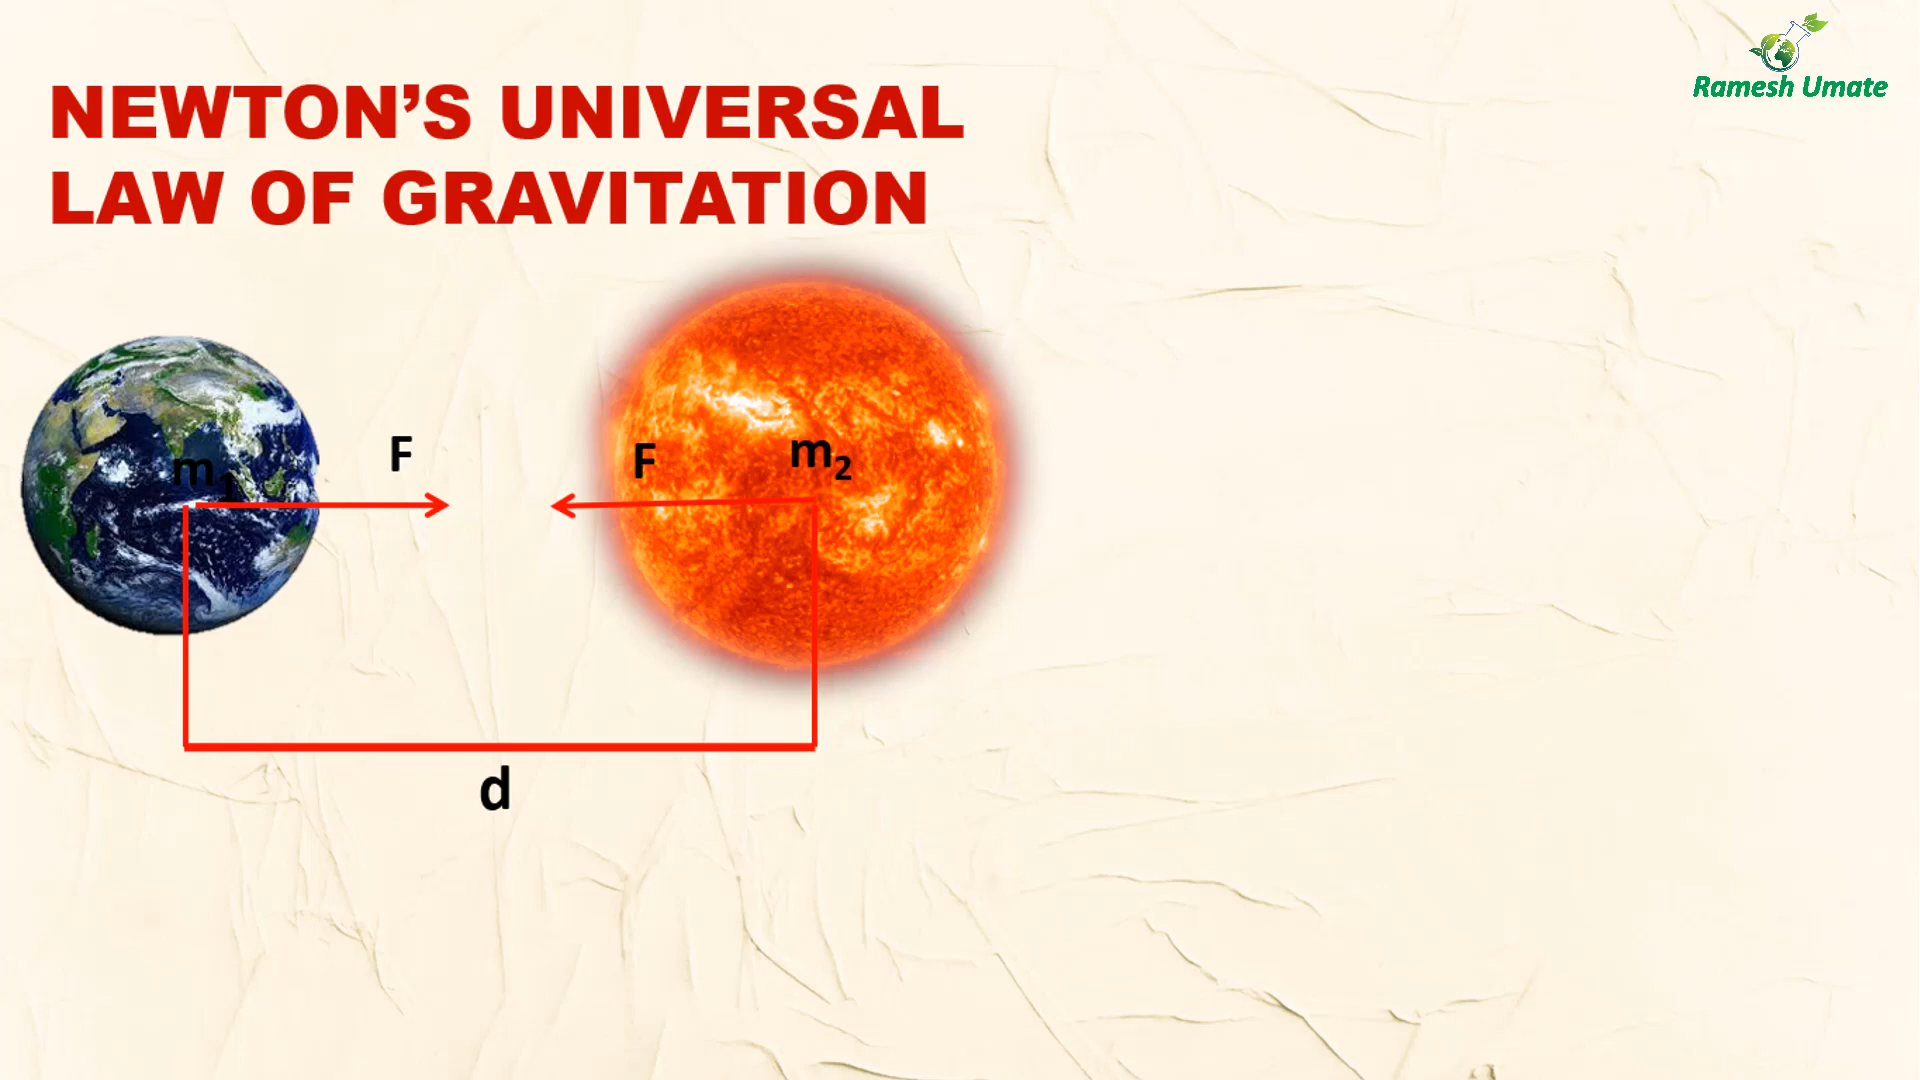 Ramesh Umate
NEWTON’S UNIVERSAL
LAW OF GRAVITATION
m₁
F
F
m₂
d